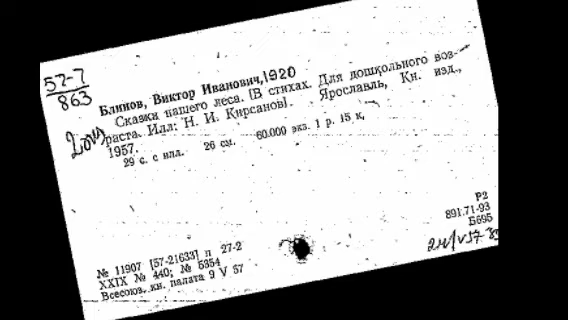 57-7
863
Блинов, Виктор Иванович, 1920
Сказки нашего леса. [В стихах. Для дошкольного воз-
раста. Илл: Н. И. Кирсанов]. Ярославль, Кн. изд.,
1957.
29 с. с илл. 26 см. 60.000 экз. 1 р. 15 к.
Р2
891.71-93
Б695
№ 11907 [57-21633] п 27-2
XXIX № 440; № 5354
Всесоюз. кн. палата 9 V 57